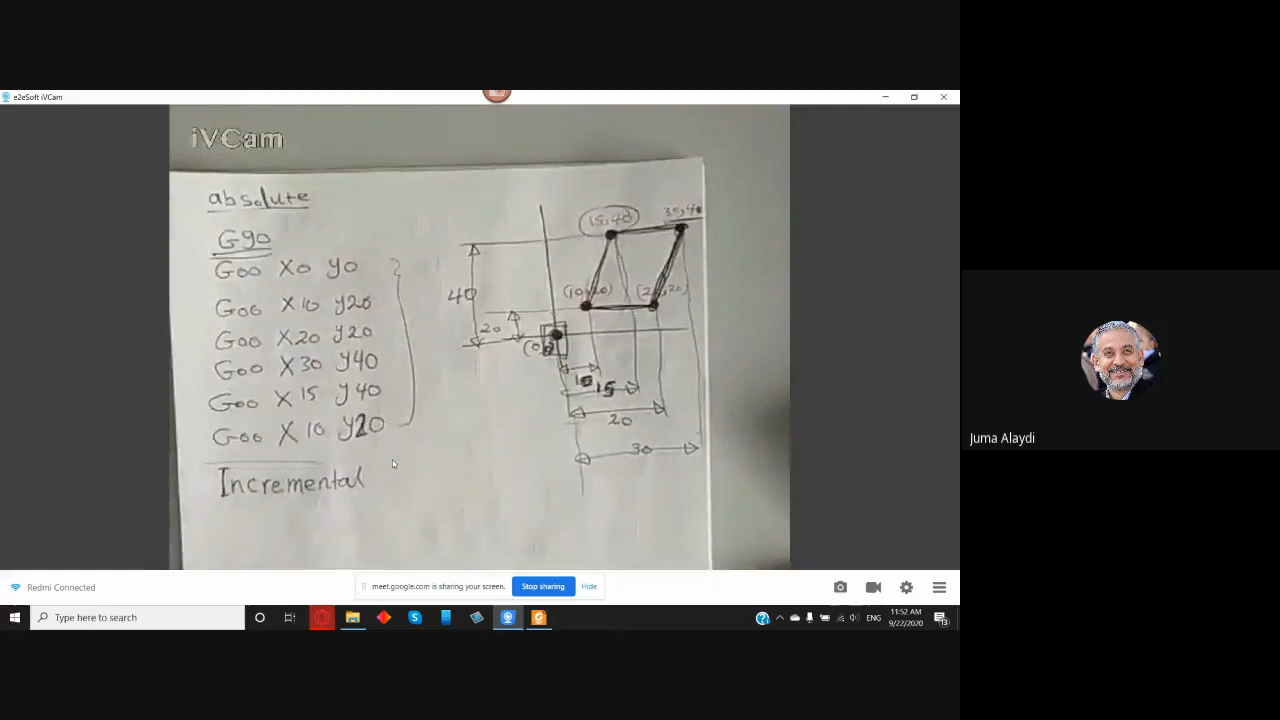 e2eSoft iVCam
iVCam
absolute
G90
G00 X0 Y0
G00 X10 Y20
G00 X20 Y20
G00 X30 Y40
G00 X15 Y40
G00 X10 Y20
Incremental
15,40
35,40
(10,20)
40
20
10
15
20
30
Juma Alaydi
Redmi Connected
meet.google.com is sharing your screen. Stop sharing Hide
Type here to search
ENG
11:52 AM
9/22/2020